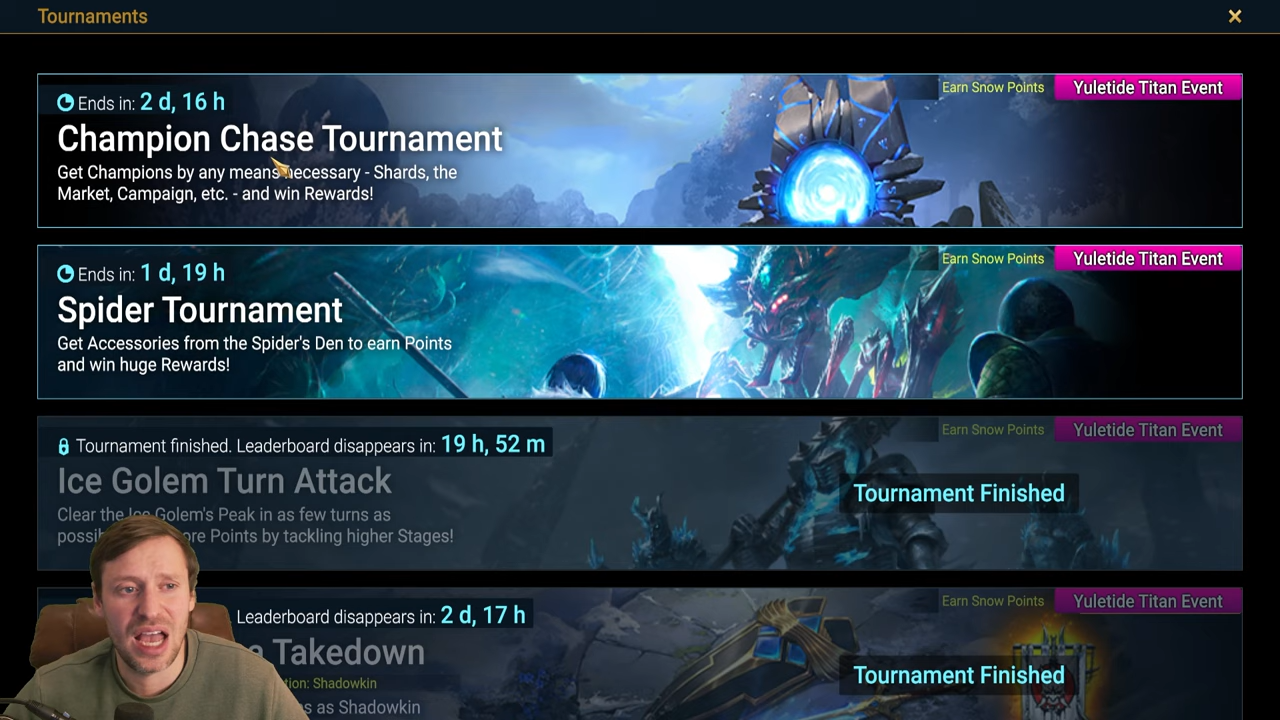 Tournaments
Ends in: 2 d, 16 h
Earn Snow Points
Yuletide Titan Event
Champion Chase Tournament
Get Champions by any means necessary - Shards, the
Market, Campaign, etc. - and win Rewards!
Ends in: 1 d, 19 h
Earn Snow Points
Yuletide Titan Event
Spider Tournament
Get Accessories from the Spider's Den to earn Points
and win huge Rewards!
Tournament finished. Leaderboard disappears in: 19 h, 52 m
Earn Snow Points
Yuletide Titan Event
Ice Golem Turn Attack
Tournament Finished
Clear the Ice Golem's Peak in as few turns as
ore Points by tackling higher Stages!
Leaderboard disappears in: 2 d, 17 h
Earn Snow Points
Yuletide Titan Event
Takedown
Tournament Finished
Shadowkin
as Shadowkin